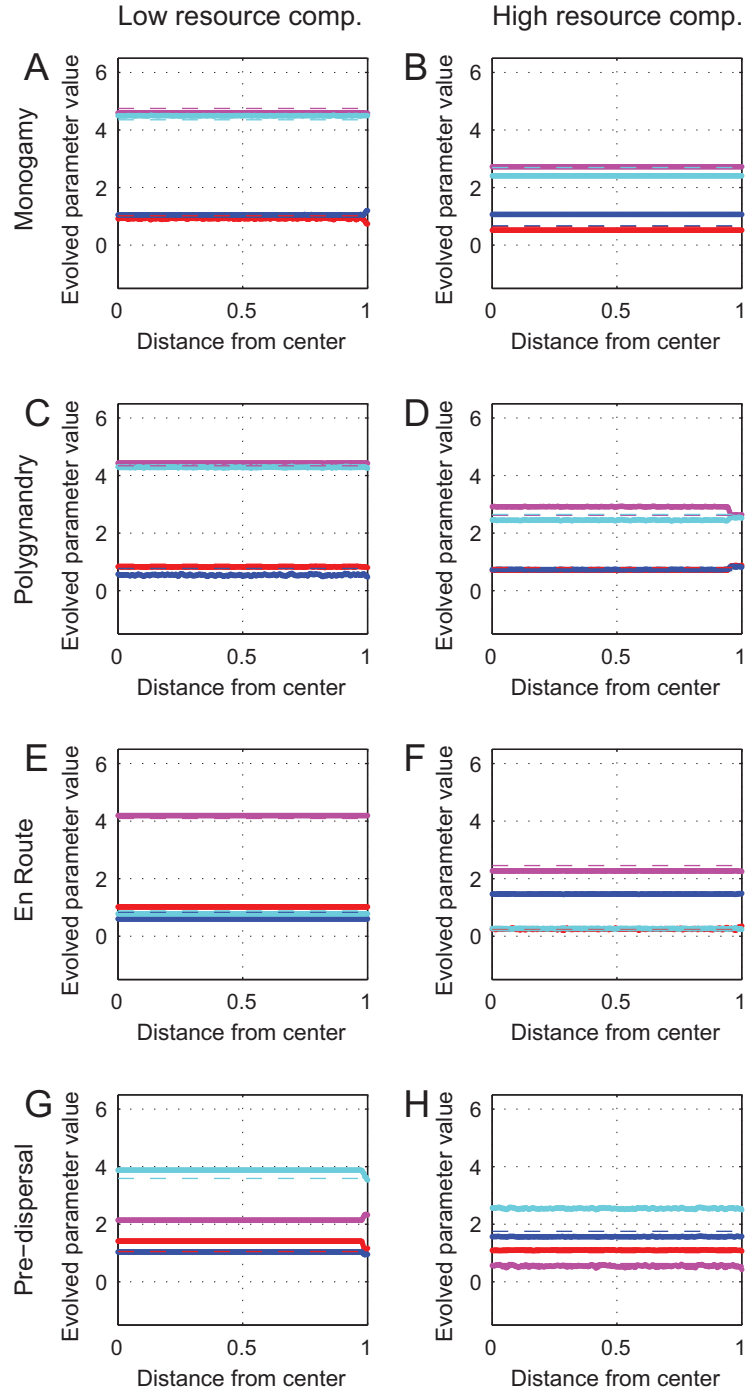 Low resource comp.
High resource comp.
A
Monogamy
Evolved parameter value
6
4
2
0
0
0.5
1
Distance from center
B
Evolved parameter value
6
4
2
0
0
0.5
1
Distance from center
C
Polygynandry
Evolved parameter value
6
4
2
0
0
0.5
1
Distance from center
D
Evolved parameter value
6
4
2
0
0
0.5
1
Distance from center
E
En Route
Evolved parameter value
6
4
2
0
0
0.5
1
Distance from center
F
Evolved parameter value
6
4
2
0
0
0.5
1
Distance from center
G
Pre-dispersal
Evolved parameter value
6
4
2
0
0
0.5
1
Distance from center
H
Evolved parameter value
6
4
2
0
0
0.5
1
Distance from center